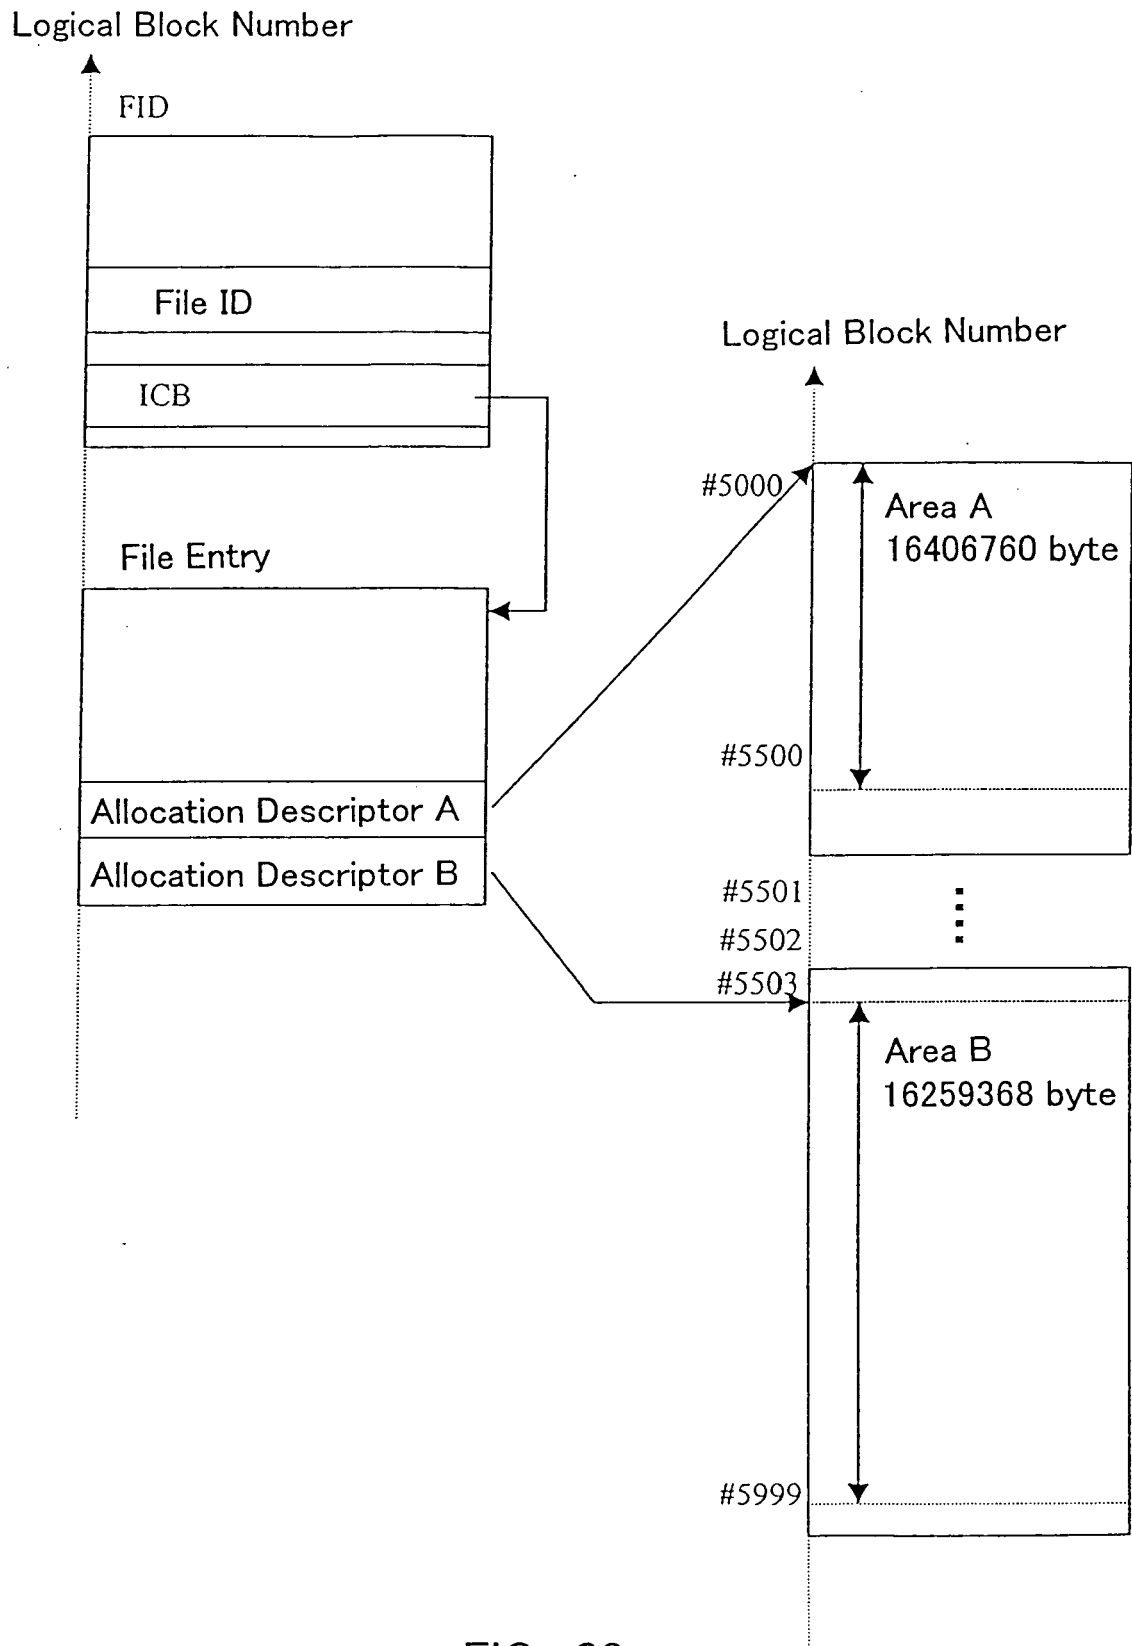 Logical Block Number
FID
File ID
ICB
File Entry
Allocation Descriptor A
Allocation Descriptor B
Logical Block Number
#5000
Area A
16406760 byte
#5500
#5501
#5502
#5503
Area B
16259368 byte
#5999